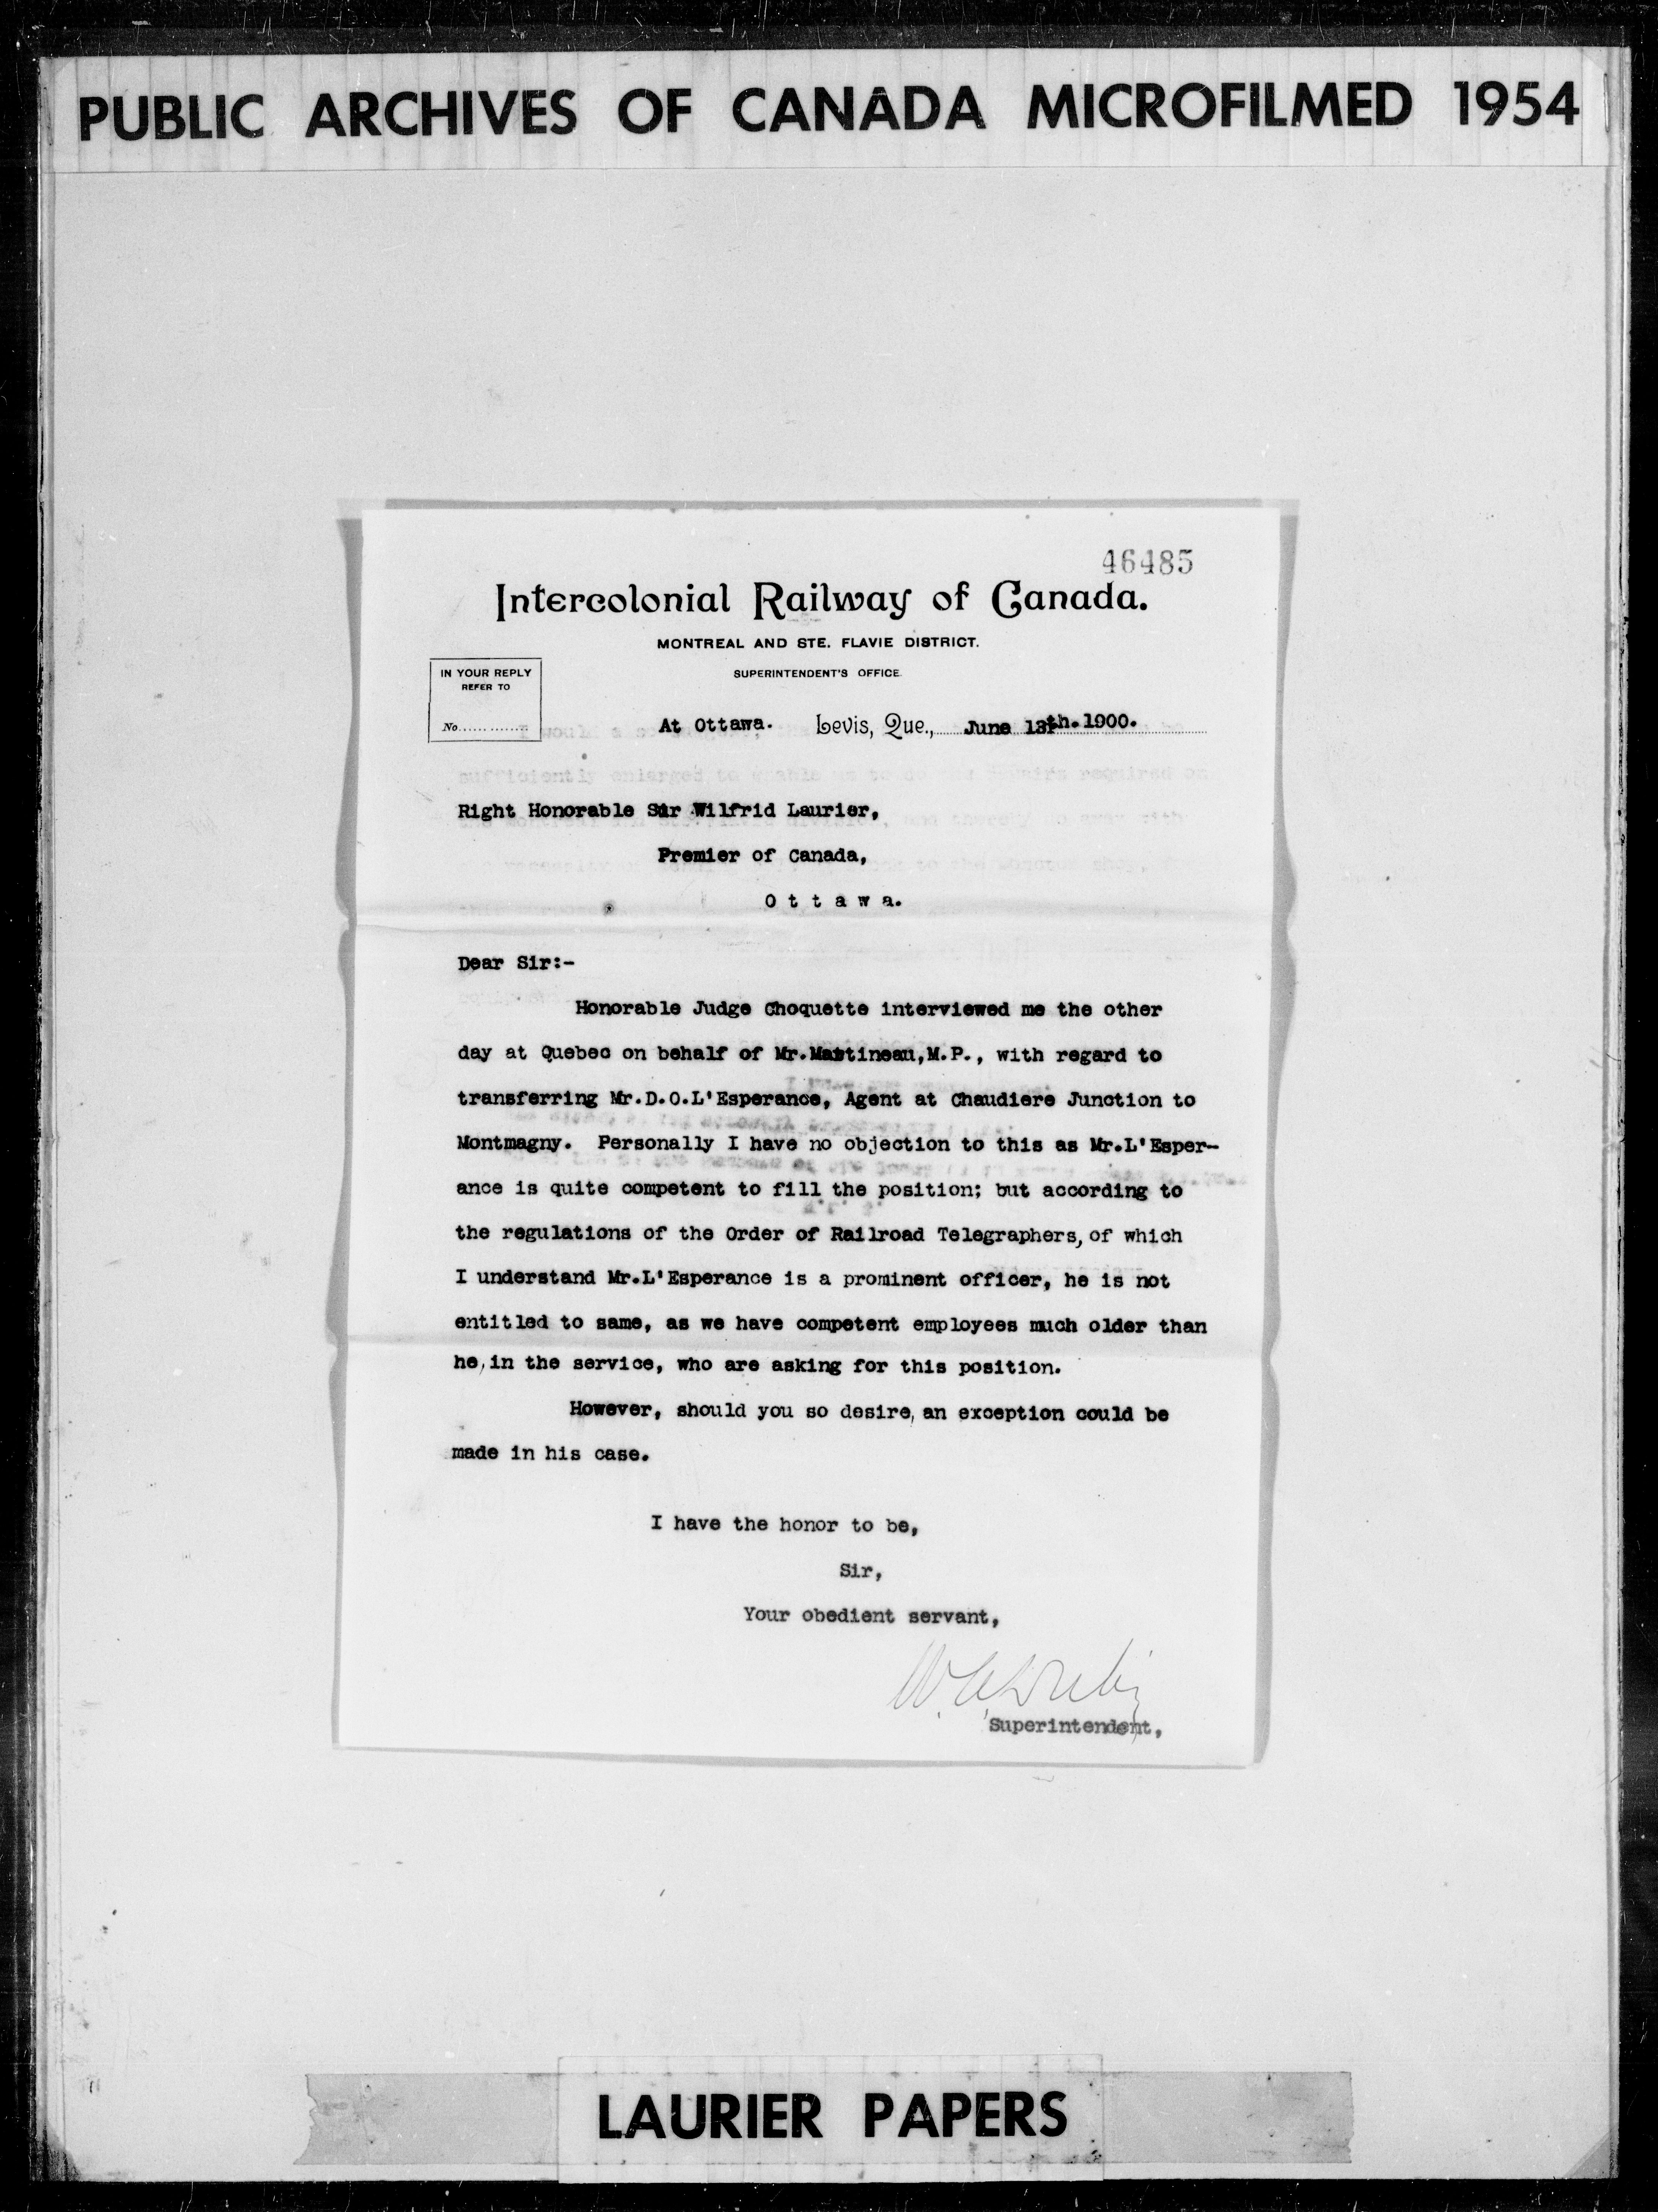 PUBLIC ARCHIVES OF CANADA MICROFILMED 1954
46485
Intercolonial Railway of Canada.
MONTREAL AND STE. FLAVIE DISTRICT.
SUPERINTENDENT'S OFFICE.
IN YOUR REPLY
REFER TO
No..............
At Ottawa. Levis, Que., June 13th. 1900.
Right Honorable Sir Wilfrid Laurier,
Premier of Canada,
O t t a w a.
Dear Sir:-
Honorable Judge Choquette interviewed me the other
day at Quebec on behalf of Mr.Martineau,M.P., with regard to
transferring Mr.D.O.L'Esperance, Agent at Chaudiere Junction to
Montmagny. Personally I have no objection to this as Mr.L'Esper-
ance is quite competent to fill the position; but according to
the regulations of the Order of Railroad Telegraphers, of which
I understand Mr.L'Esperance is a prominent officer, he is not
entitled to same, as we have competent employees much older than
he, in the service, who are asking for this position.
However, should you so desire, an exception could be
made in his case.
I have the honor to be,
Sir,
Your obedient servant,
Superintendent,
LAURIER PAPERS